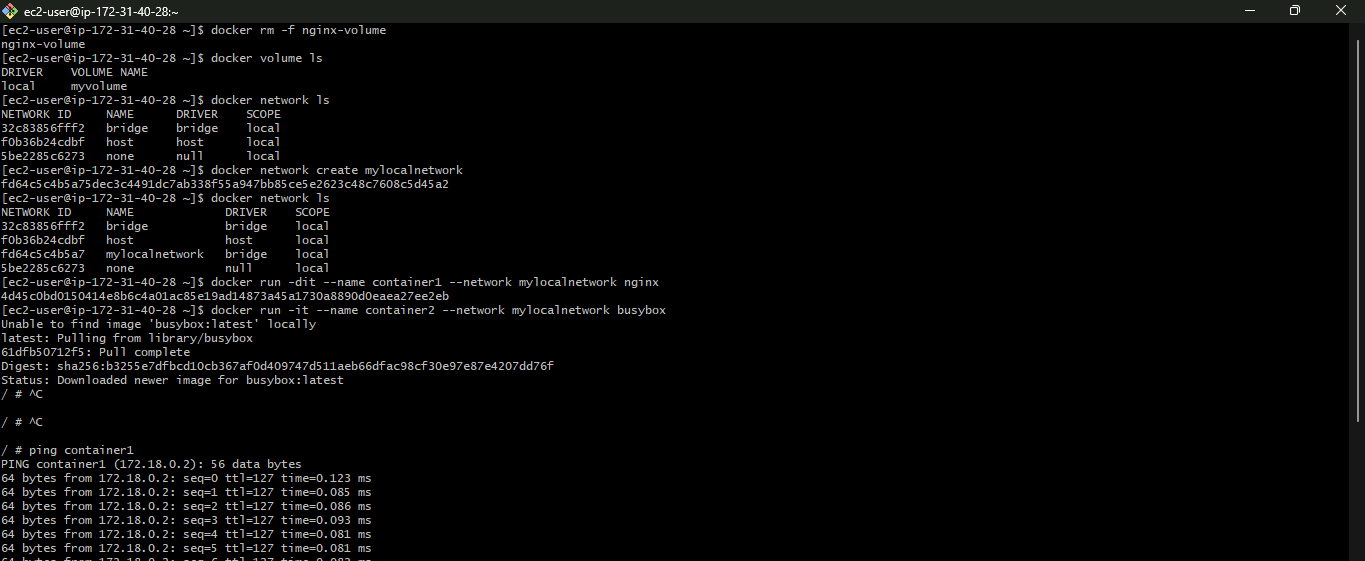 ec2-user@ip-172-31-40-28:~
[ec2-user@ip-172-31-40-28 ~]$ docker rm -f nginx-volume
nginx-volume
[ec2-user@ip-172-31-40-28 ~]$ docker volume ls
DRIVER    VOLUME NAME
local     myvolume
[ec2-user@ip-172-31-40-28 ~]$ docker network ls
NETWORK ID     NAME      DRIVER    SCOPE
32c83856fff2   bridge    bridge    local
f0b36b24cdbf   host      host      local
5be2285c6273   none      null      local
[ec2-user@ip-172-31-40-28 ~]$ docker network create mylocalnetwork
fd64c5c4b5a75dec3c4491dc7ab338f55a947bb85ce5e2623c48c7608c5d45a2
[ec2-user@ip-172-31-40-28 ~]$ docker network ls
NETWORK ID     NAME             DRIVER    SCOPE
32c83856fff2   bridge           bridge    local
f0b36b24cdbf   host             host      local
fd64c5c4b5a7   mylocalnetwork   bridge    local
5be2285c6273   none             null      local
[ec2-user@ip-172-31-40-28 ~]$ docker run -dit --name container1 --network mylocalnetwork nginx
4d45c0bd0150414e8b6c4a01ac85e19ad14873a45a1730a8890d0eaea27ee2eb
[ec2-user@ip-172-31-40-28 ~]$ docker run -it --name container2 --network mylocalnetwork busybox
Unable to find image 'busybox:latest' locally
latest: Pulling from library/busybox
61dfb50712f5: Pull complete
Digest: sha256:b3255e7dfbcd10cb367af0d409747d511aeb66dfac98cf30e97e87e4207dd76f
Status: Downloaded newer image for busybox:latest
/ # ^C
/ # ^C
/ # ping container1
PING container1 (172.18.0.2): 56 data bytes
64 bytes from 172.18.0.2: seq=0 ttl=127 time=0.123 ms
64 bytes from 172.18.0.2: seq=1 ttl=127 time=0.085 ms
64 bytes from 172.18.0.2: seq=2 ttl=127 time=0.086 ms
64 bytes from 172.18.0.2: seq=3 ttl=127 time=0.093 ms
64 bytes from 172.18.0.2: seq=4 ttl=127 time=0.081 ms
64 bytes from 172.18.0.2: seq=5 ttl=127 time=0.081 ms